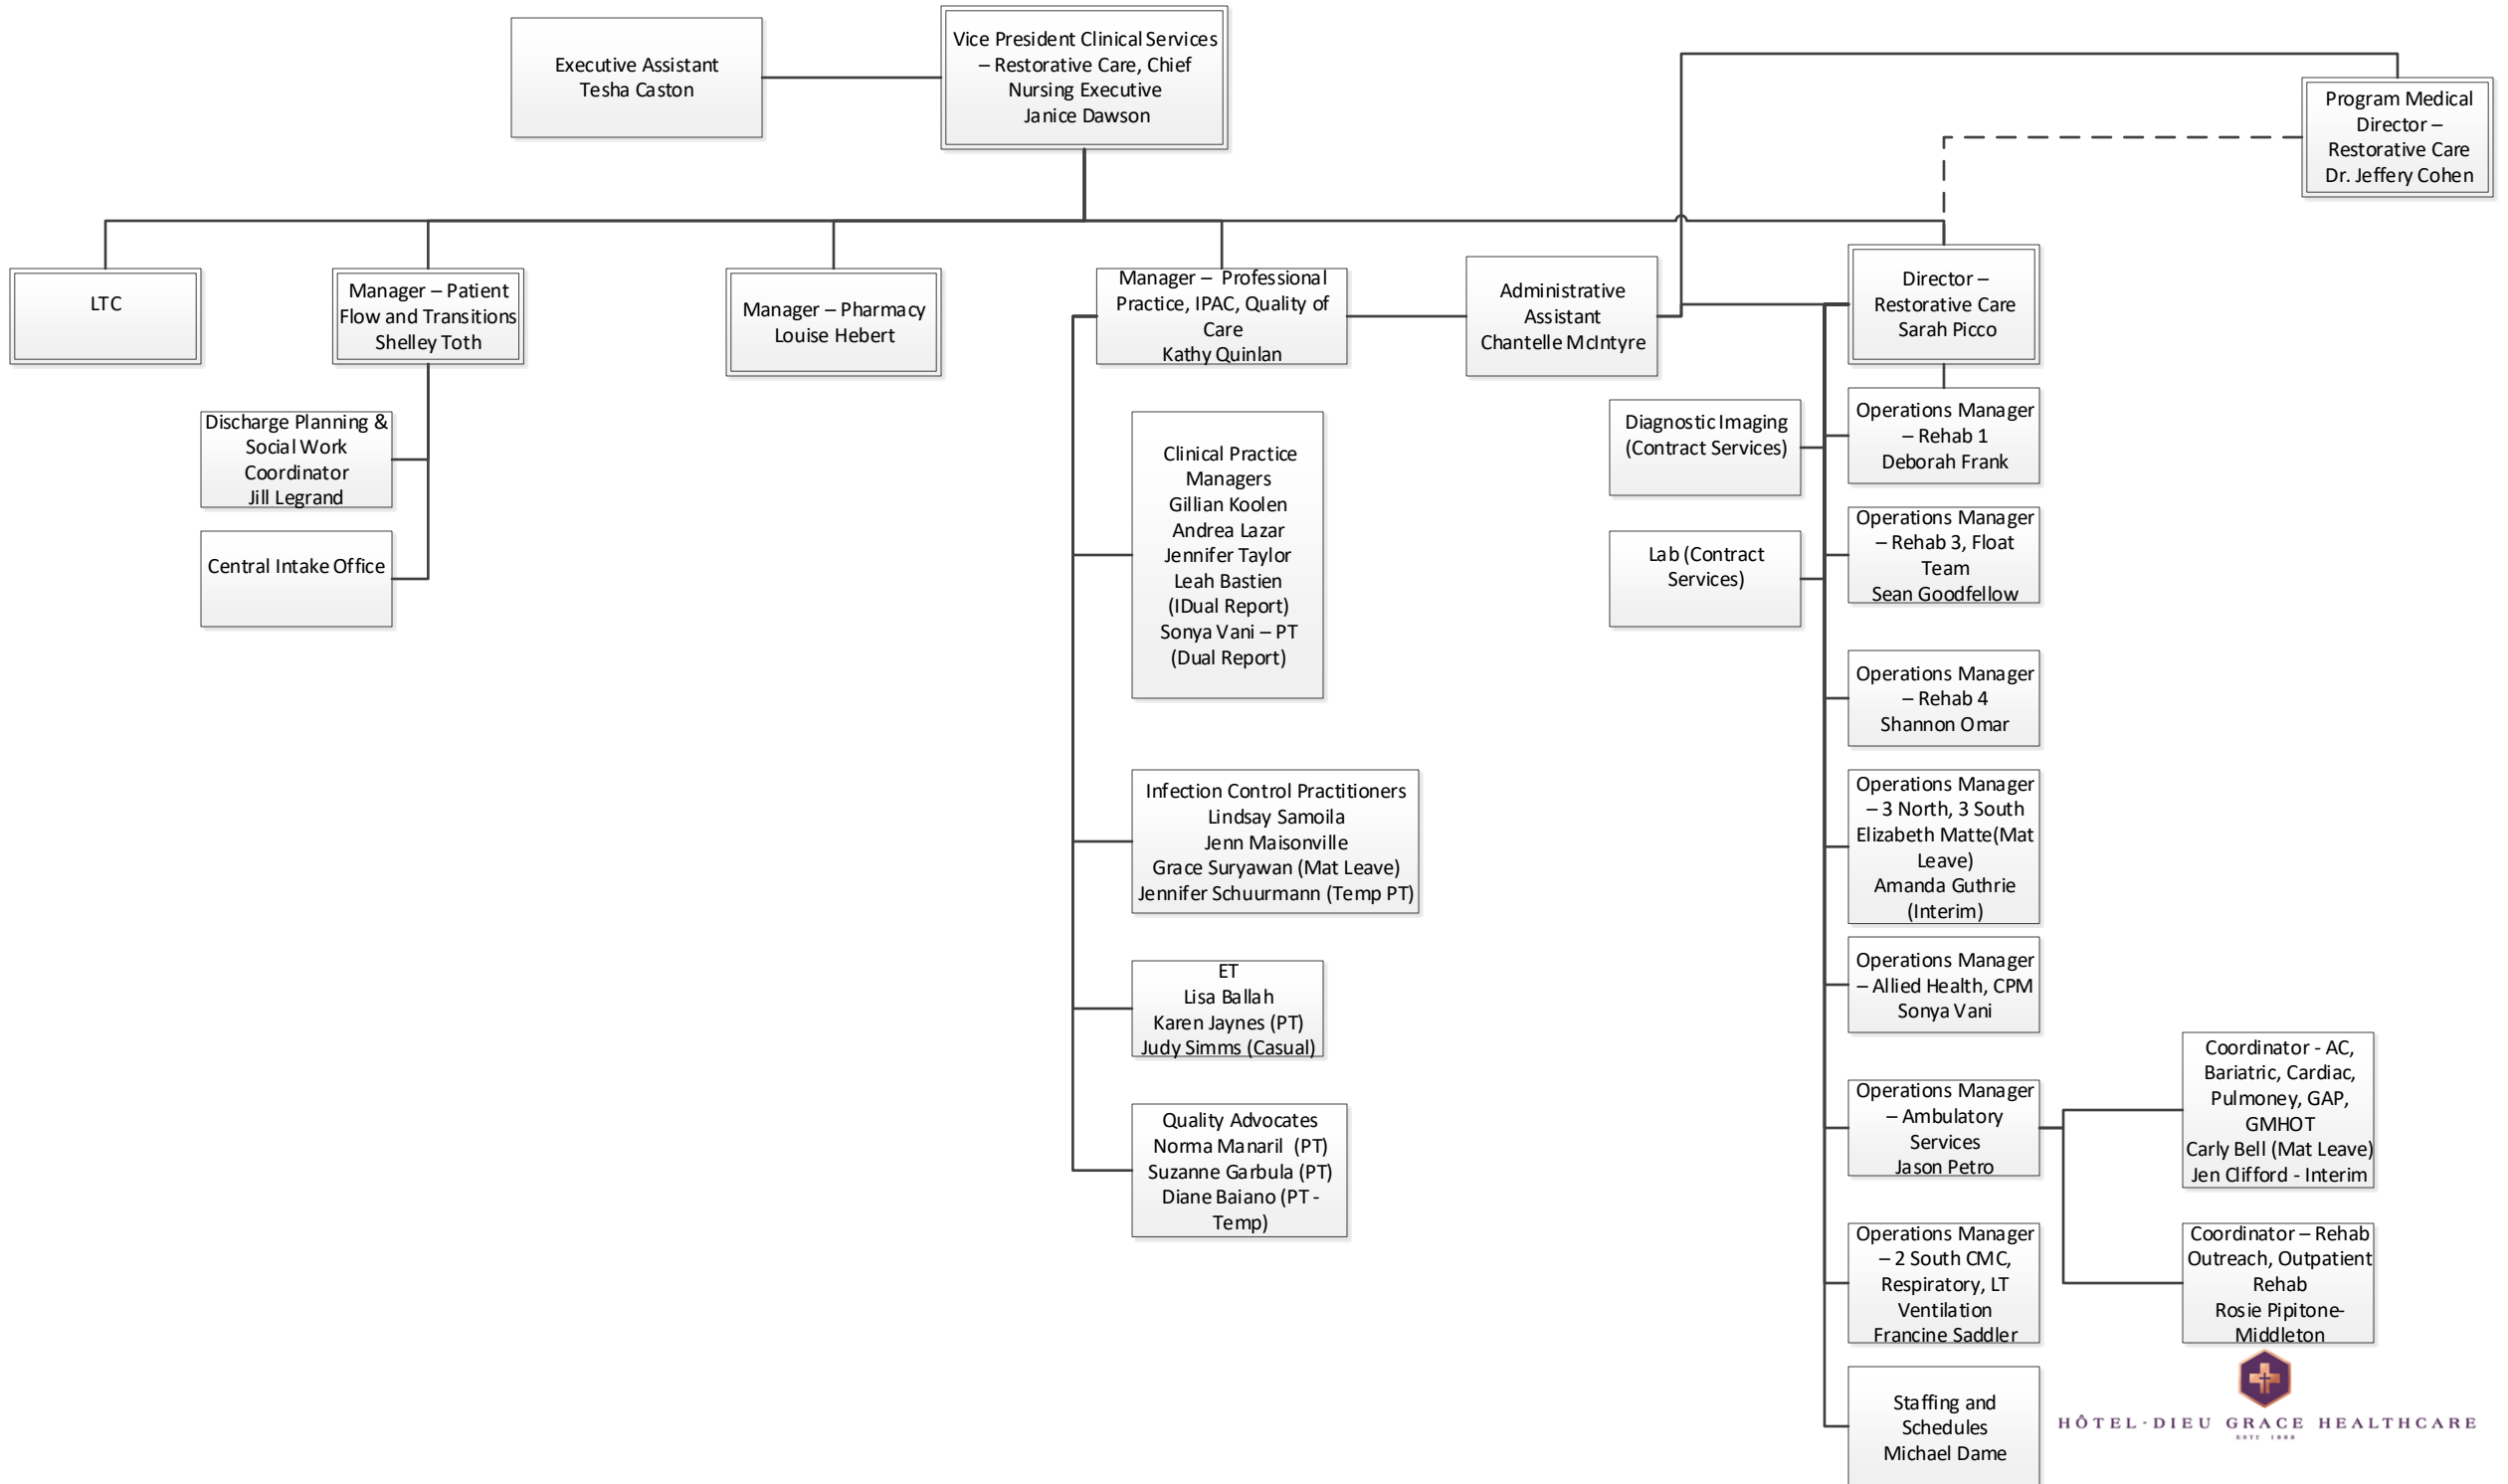 Executive Assistant
Tesha Caston
Vice President Clinical Services
– Restorative Care, Chief
Nursing Executive
Janice Dawson
Program Medical
Director –
Restorative Care
Dr. Jeffery Cohen
LTC
Manager – Patient
Flow and Transitions
Shelley Toth
Manager – Pharmacy
Louise Hebert
Manager – Professional
Practice, IPAC, Quality of
Care
Kathy Quinlan
Administrative
Assistant
Chantelle McIntyre
Director –
Restorative Care
Sarah Picco
Discharge Planning &
Social Work
Coordinator
Jill Legrand
Central Intake Office
Clinical Practice
Managers
Gillian Koolen
Andrea Lazar
Jennifer Taylor
Leah Bastien
(IDual Report)
Sonya Vani – PT
(Dual Report)
Infection Control Practitioners
Lindsay Samoila
Jenn Maisonville
Grace Suryawan (Mat Leave)
Jennifer Schuurmann (Temp PT)
ET
Lisa Ballah
Karen Jaynes (PT)
Judy Simms (Casual)
Quality Advocates
Norma Manaril (PT)
Suzanne Garbula (PT)
Diane Baiano (PT -
Temp)
Diagnostic Imaging
(Contract Services)
Lab (Contract
Services)
Operations Manager
– Rehab 1
Deborah Frank
Operations Manager
– Rehab 3, Float
Team
Sean Goodfellow
Operations Manager
– Rehab 4
Shannon Omar
Operations Manager
– 3 North, 3 South
Elizabeth Matte(Mat
Leave)
Amanda Guthrie
(Interim)
Operations Manager
– Allied Health, CPM
Sonya Vani
Operations Manager
– Ambulatory
Services
Jason Petro
Coordinator - AC,
Bariatric, Cardiac,
Pulmoney, GAP,
GMHOT
Carly Bell (Mat Leave)
Jen Clifford - Interim
Coordinator – Rehab
Outreach, Outpatient
Rehab
Rosie Pipitone-
Middleton
Operations Manager
– 2 South CMC,
Respiratory, LT
Ventilation
Francine Saddler
Staffing and
Schedules
Michael Dame
HÔTEL-DIEU GRACE HEALTHCARE
ESTD 1888